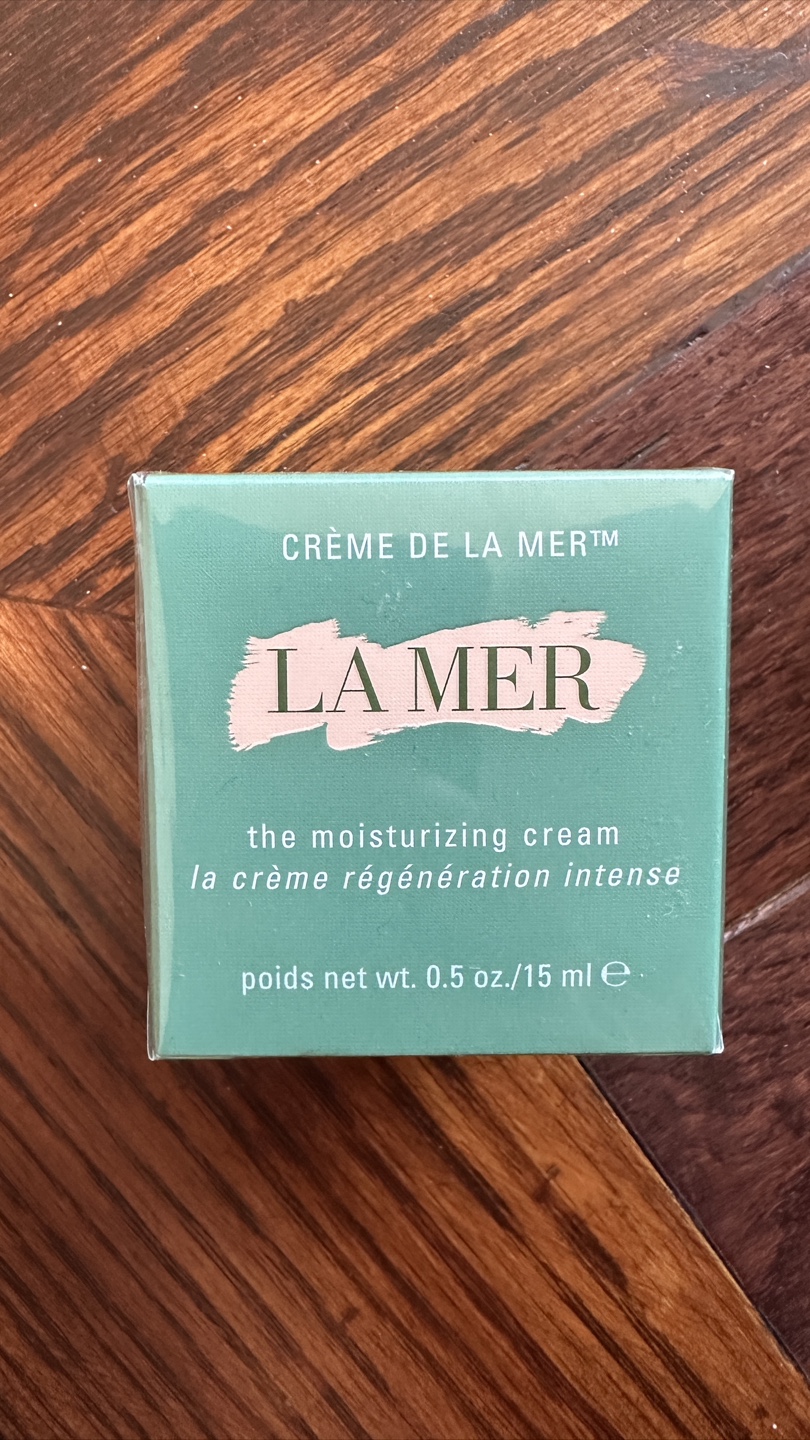 CRÈME DE LA MER™
LA MER
the moisturizing cream
la crème régénération intense
poids net wt. 0.5 oz./15 ml ℮